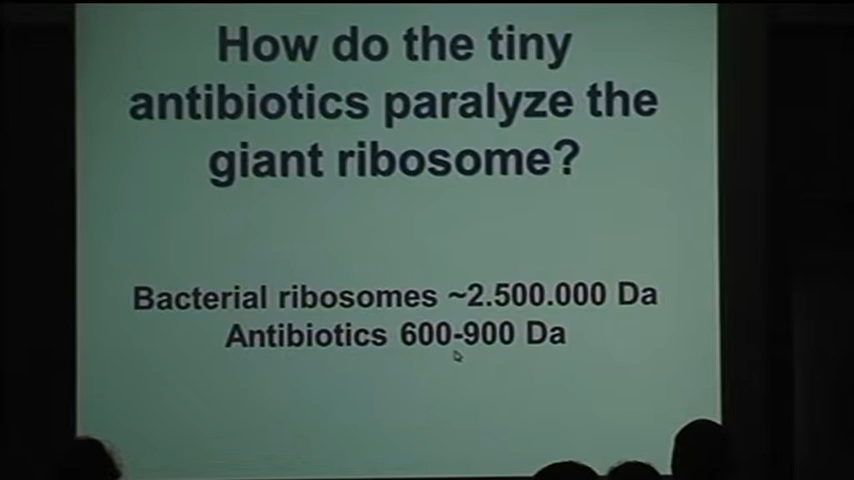 How do the tiny
antibiotics paralyze the
giant ribosome?
Bacterial ribosomes ~2.500.000 Da
Antibiotics 600-900 Da